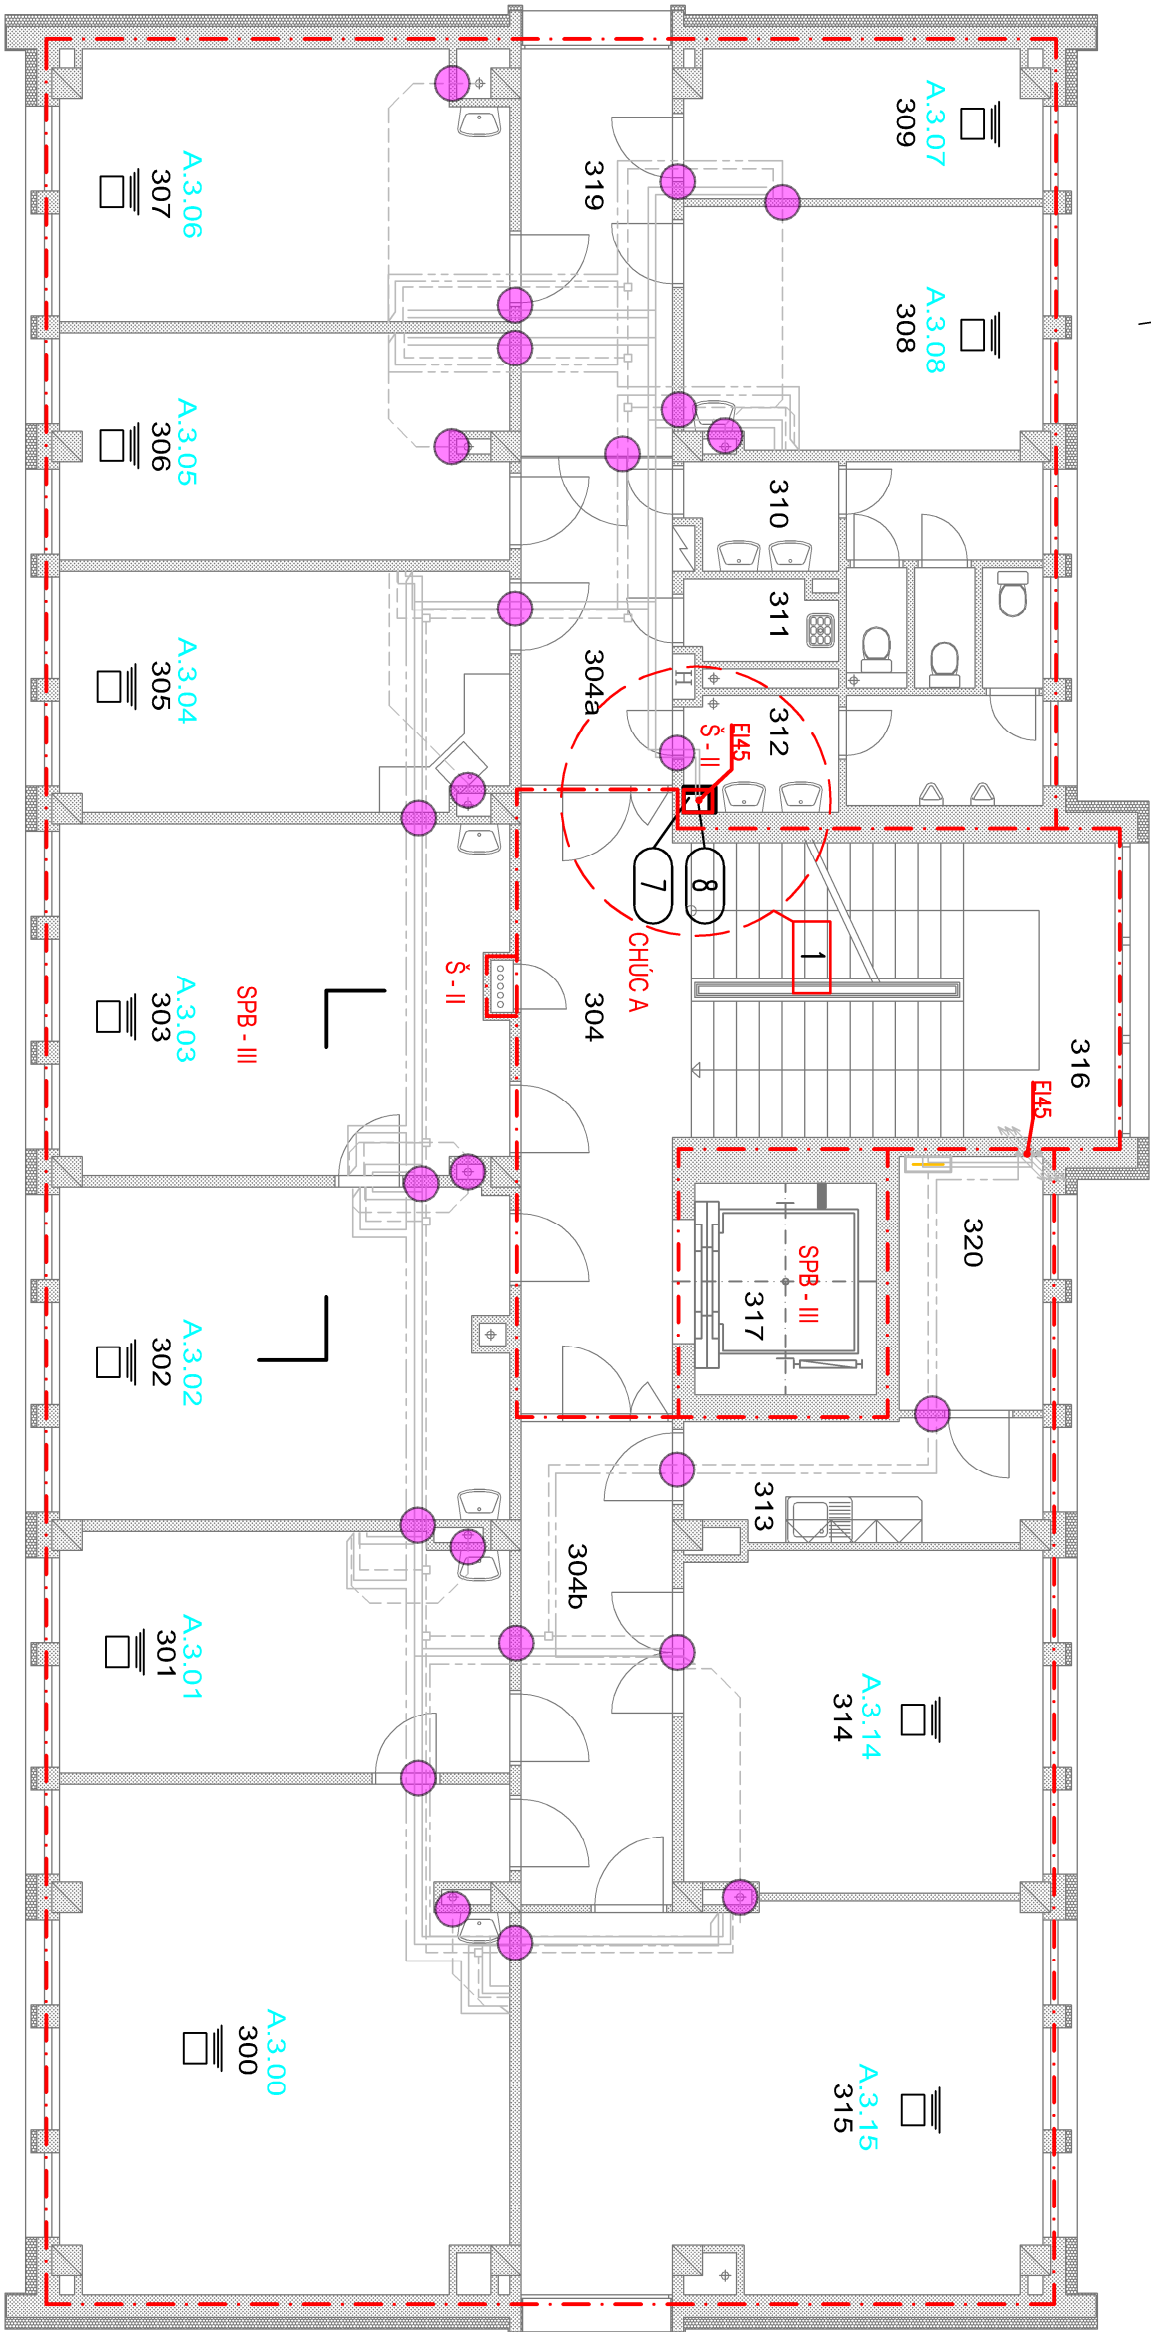 A.3.07
309
A.3.08
308
319
A.3.06
307
A.3.05
306
310
311
A.3.04
305
304a
H
312
EI45
Š - II
7
8
1
CHÚC A
Š - II
304
316
EI45
A.3.03
303
SPB - III
320
SPB - III
317
A.3.02
302
313
304b
A.3.01
301
A.3.14
314
A.3.00
300
A.3.15
315